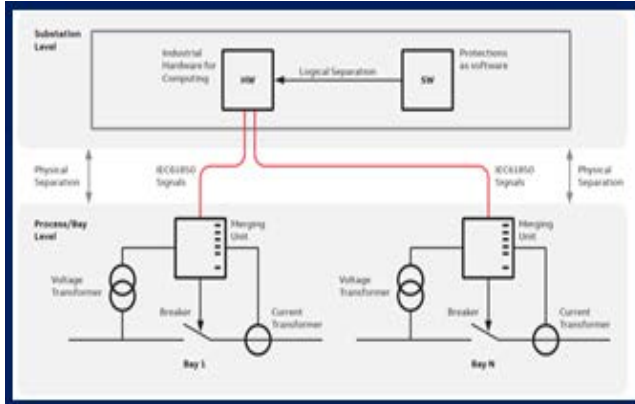 Substation
Level
Industrial
Hardware for
Computing
HW
Logical Separation
SW
Protections
as software
Physical
Separation
IEC61850
Signals
IEC61850
Signals
Physical
Separation
Process/Bay
Level
Merging
Unit
Voltage
Transformer
Breaker
Current
Transformer
Bay 1
Merging
Unit
Voltage
Transformer
Breaker
Current
Transformer
Bay N